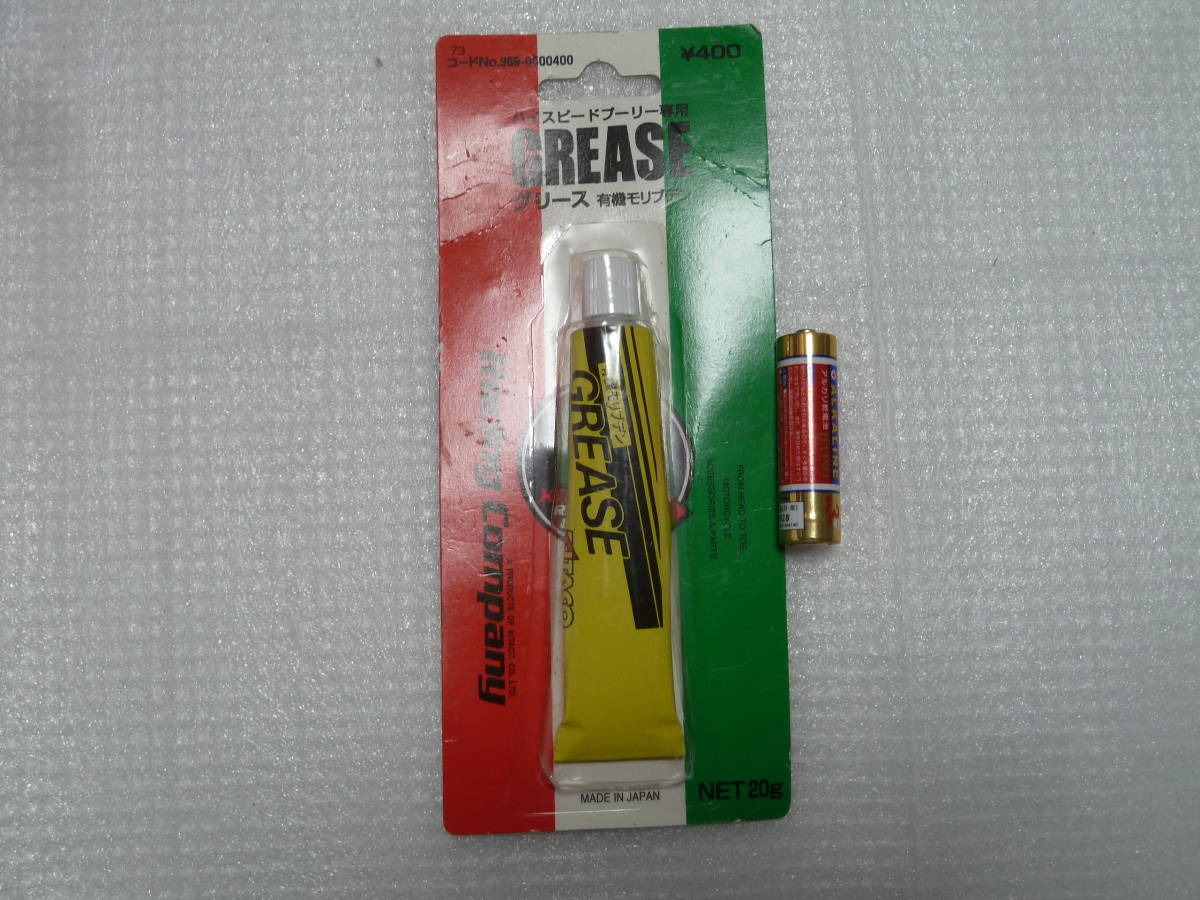 73
コードNo.369-0600400
¥400
ハイスピードプーリー専用
GREASE
グリース 有機モリブデン
GREASE
Kitaco
Racing Company
A PRODUCTS OF KITACO CO., LTD.
FROM HEAD TO TOE.
MOTORCYCLE
ACCESSORIES & PARTS
MADE IN JAPAN
NET 20g
ALKALINE
アルカリ乾電池